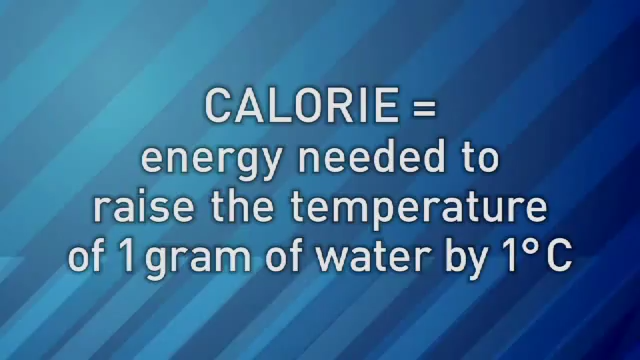 CALORIE =
energy needed to
raise the temperature
of 1 gram of water by 1° C